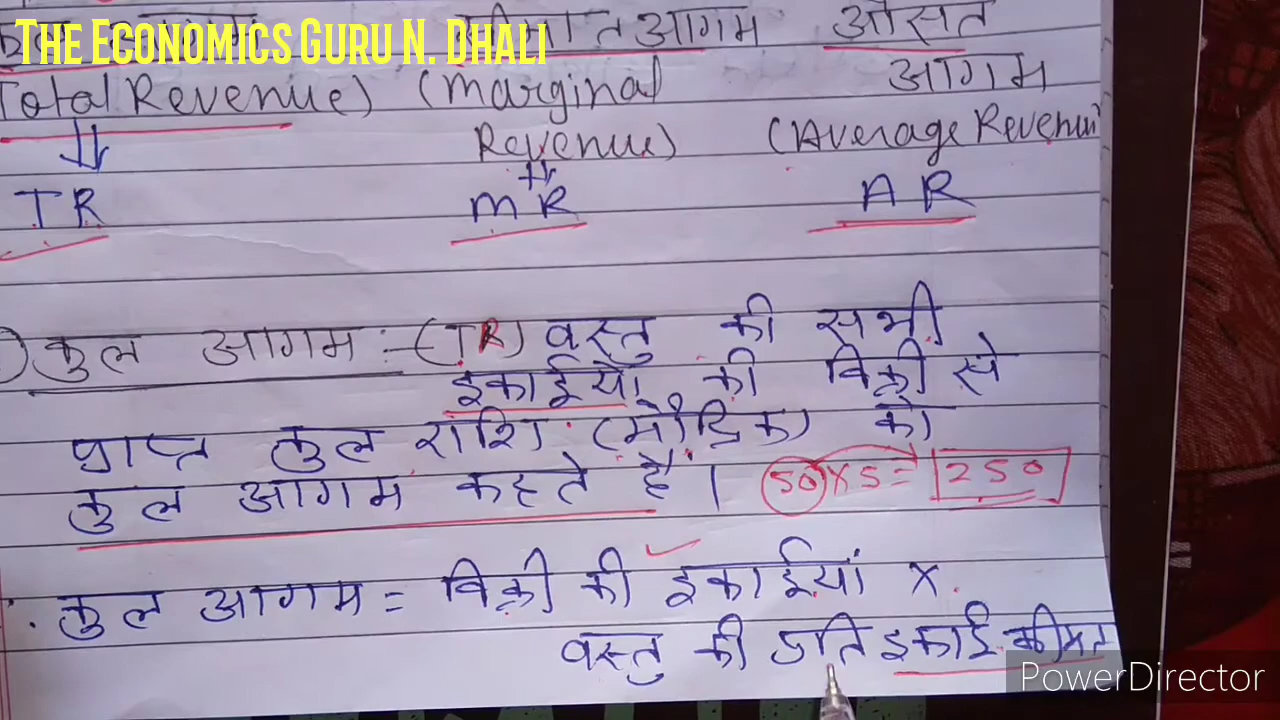 THE ECONOMICS GURU N. DHALI
सीमान्त आगम औसत
Total Revenue) (Marginal आगम
Revenue) (Average Revenue
TR MR AR
कुल आगम :- (TR) वस्तु की सभी
इकाईयों की बिक्री से
प्राप्त कुल राशि (मौद्रिक) को
कुल आगम कहते है । 50 x 5 = 250
कुल आगम = बिक्री की इकाईयां x
वस्तु की प्रति इकाई कीमत
PowerDirector